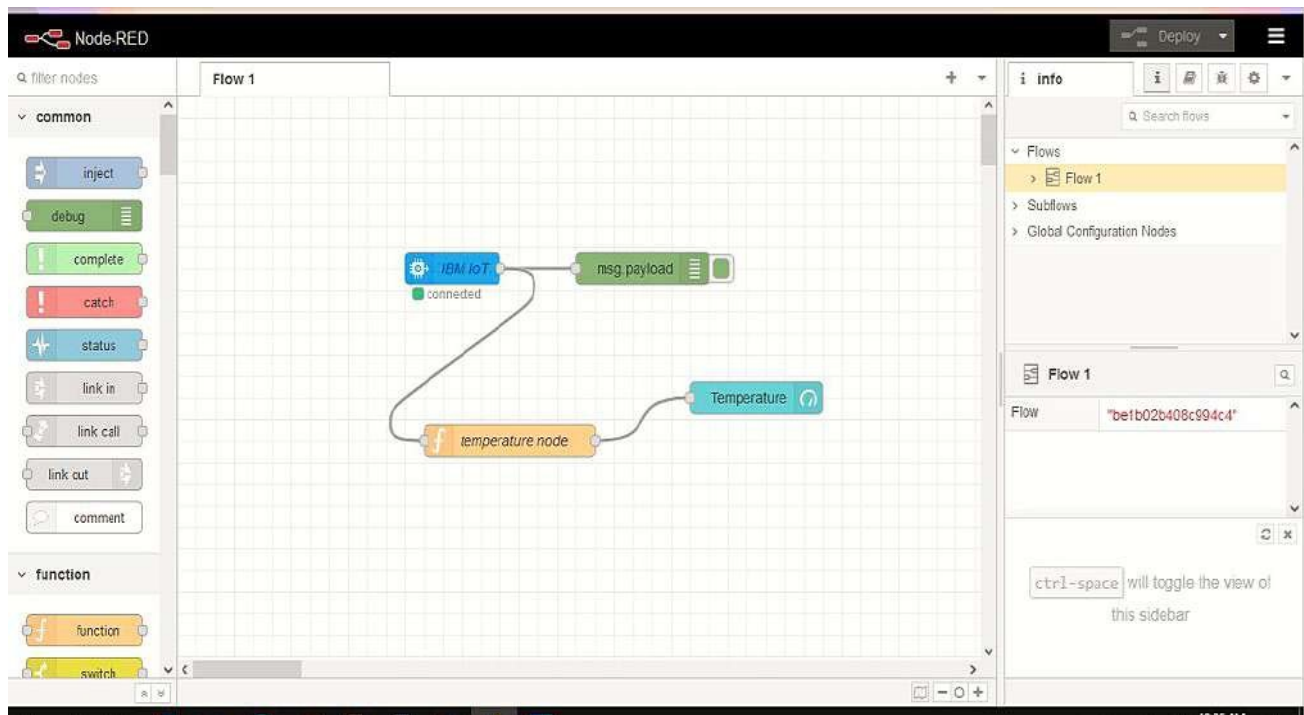 Node-RED
Deploy
filter nodes
Flow 1
i info
common
Search flows
inject
Flows
Flow 1
debug
Subflows
Global Configuration Nodes
complete
IBM IoT
msg.payload
connected
catch
status
Flow 1
link in
Temperature
Flow
"be1b02b408c994c4"
link call
temperature node
link out
comment
function
ctrl-space will toggle the view of
this sidebar
function
switch